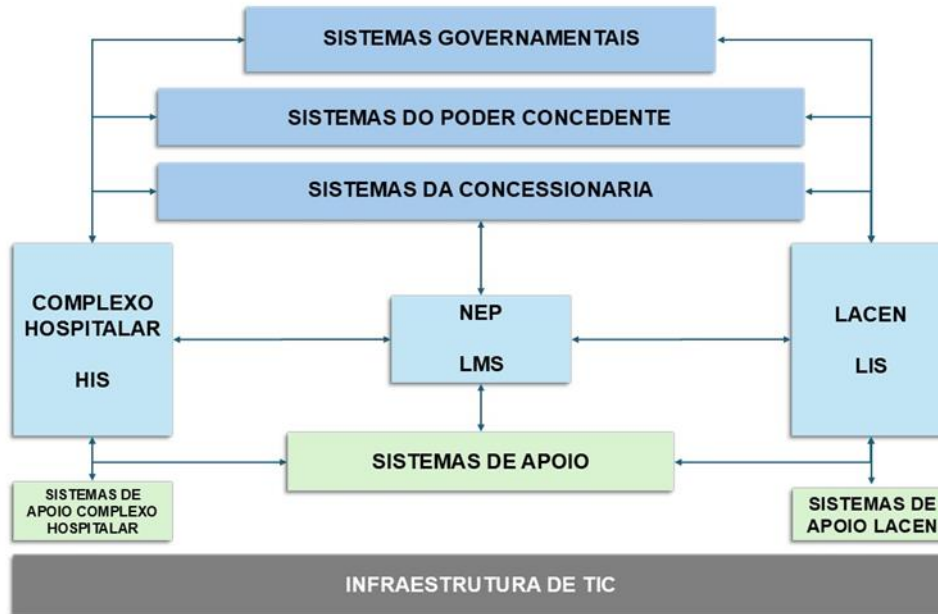 SISTEMAS GOVERNAMENTAIS
SISTEMAS DO PODER CONCEDENTE
SISTEMAS DA CONCESSIONARIA
COMPLEXO
HOSPITALAR
HIS
NEP
LMS
LACEN
LIS
SISTEMAS DE APOIO
SISTEMAS DE
APOIO COMPLEXO
HOSPITALAR
SISTEMAS DE
APOIO LACEN
INFRAESTRUTURA DE TIC